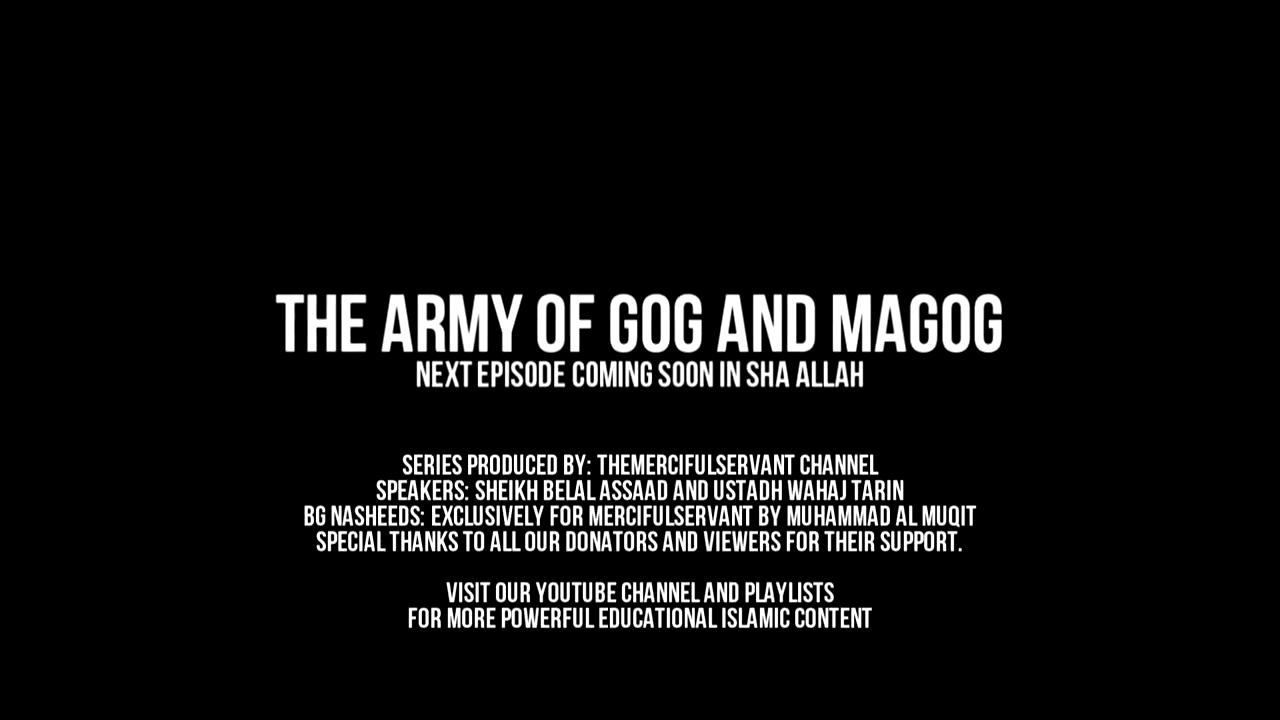 THE ARMY OF GOG AND MAGOG
NEXT EPISODE COMING SOON IN SHA ALLAH
SERIES PRODUCED BY: THEMERCIFULSERVANT CHANNEL
SPEAKERS: SHEIKH BELAL ASSAAD AND USTADH WAHAJ TARIN
BG NASHEEDS: EXCLUSIVELY FOR MERCIFULSERVANT BY MUHAMMAD AL MUQIT
SPECIAL THANKS TO ALL OUR DONATORS AND VIEWERS FOR THEIR SUPPORT.
VISIT OUR YOUTUBE CHANNEL AND PLAYLISTS
FOR MORE POWERFUL EDUCATIONAL ISLAMIC CONTENT